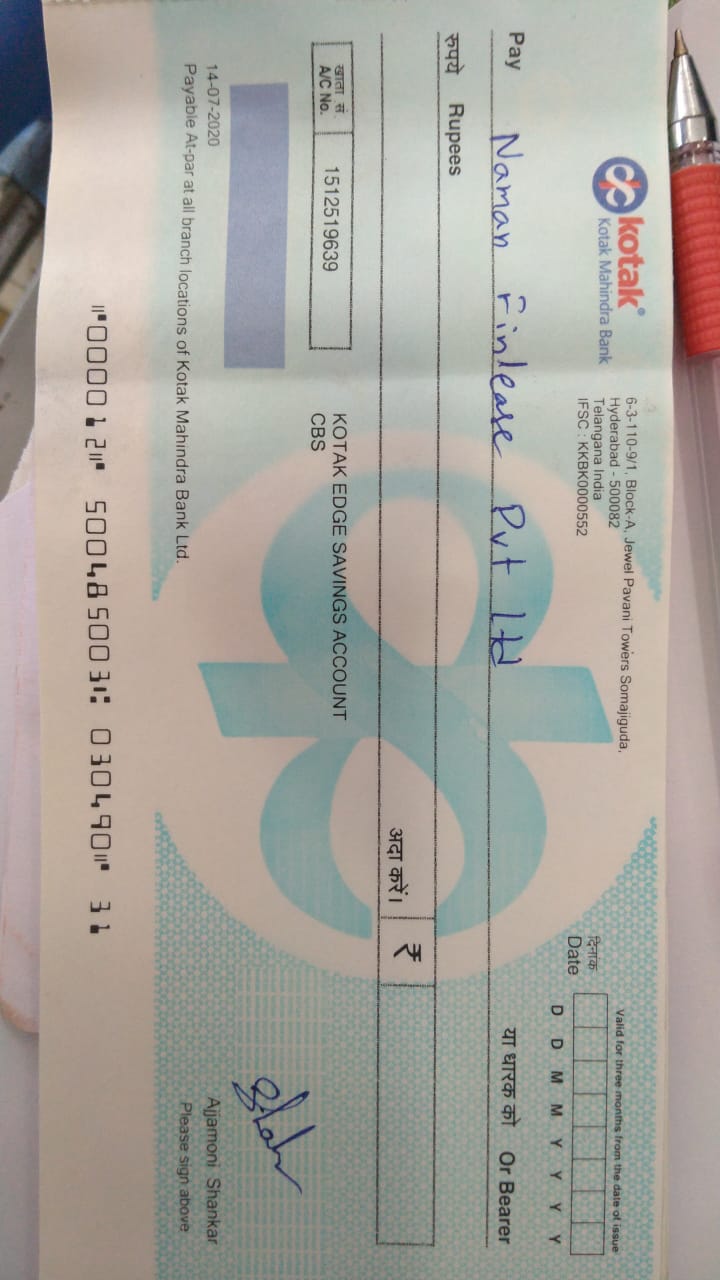 kotak®
Kotak Mahindra Bank
6-3-110-9/1, Block-A, Jewel Pavani Towers Somajiguda,
Hyderabad - 500082
Telangana India
IFSC : KKBK0000552
Valid for three months from the date of issue
दिनांक
Date
D D M M Y Y Y Y
Pay Naman Finlease Pvt ltd या धारक को Or Bearer
रुपये Rupees
अदा करें। ₹
खाता सं. A/C No. 1512519639
KOTAK EDGE SAVINGS ACCOUNT
CBS
14-07-2020
Payable At-par at all branch locations of Kotak Mahindra Bank Ltd.
Ajjamoni Shankar
Please sign above
⑈000012⑈ 500485003⑆ 030490⑈ 31